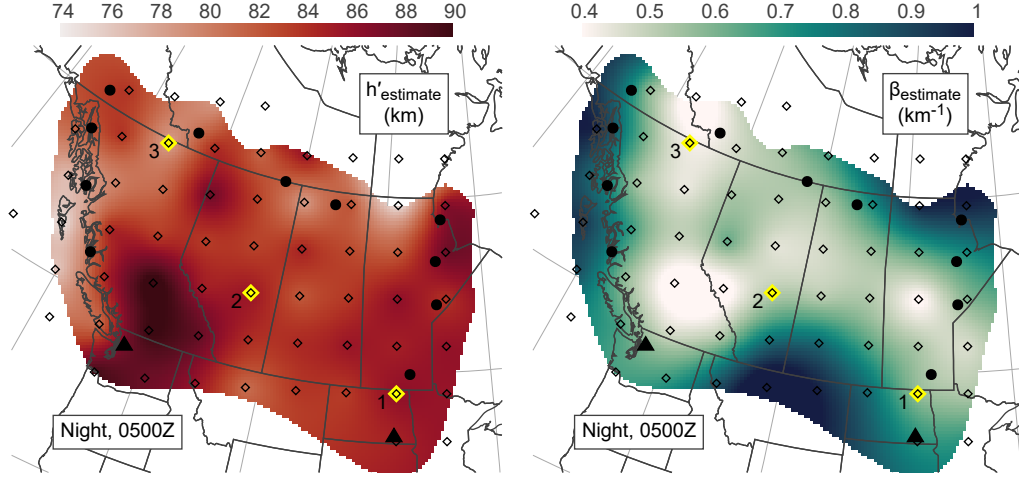 74 76 78 80 82 84 86 88 90
h′estimate
(km)
3
2
1
Night, 0500Z
0.4 0.5 0.6 0.7 0.8 0.9 1
βestimate
(km-1)
3
2
1
Night, 0500Z